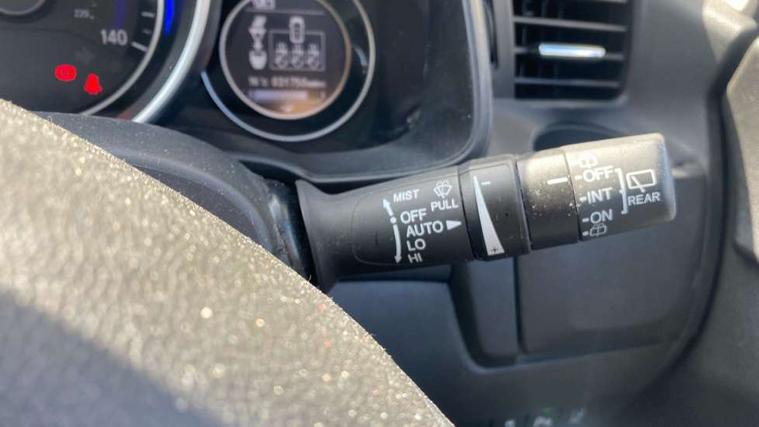 140
MIST
PULL
OFF
AUTO
LO
HI
OFF
INT
ON
REAR